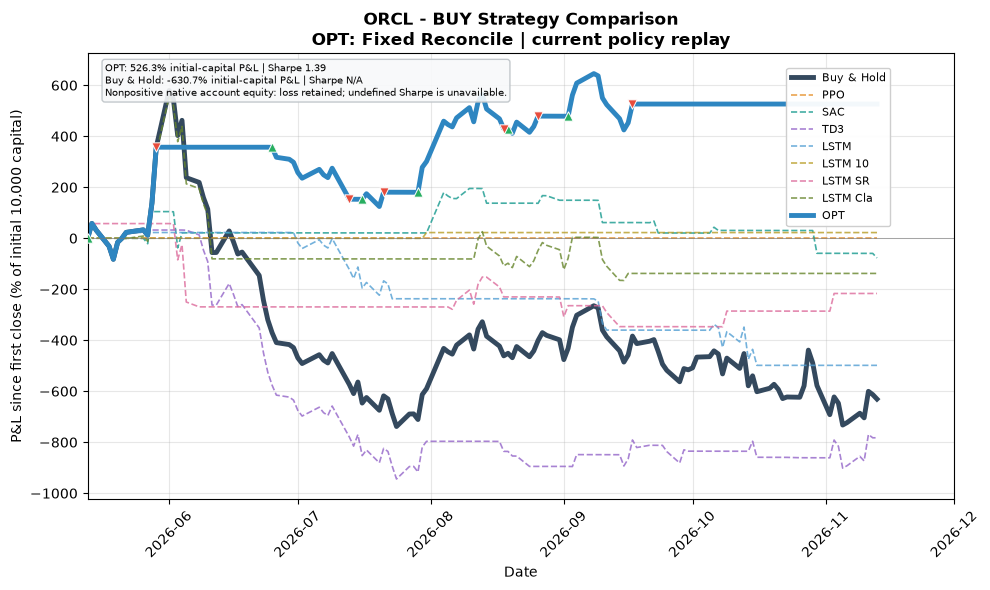 ORCL - BUY Strategy Comparison
OPT: Fixed Reconcile | current policy replay
OPT: 526.3% initial-capital P&L | Sharpe 1.39
Buy & Hold: -630.7% initial-capital P&L | Sharpe N/A
Nonpositive native account equity: loss retained; undefined Sharpe is unavailable.
Buy & Hold
PPO
SAC
TD3
LSTM
LSTM 10
LSTM SR
LSTM Cla
OPT
P&L since first close (% of initial 10,000 capital)
600
400
200
0
−200
−400
−600
−800
−1000
2026-06
2026-07
2026-08
2026-09
2026-10
2026-11
2026-12
Date